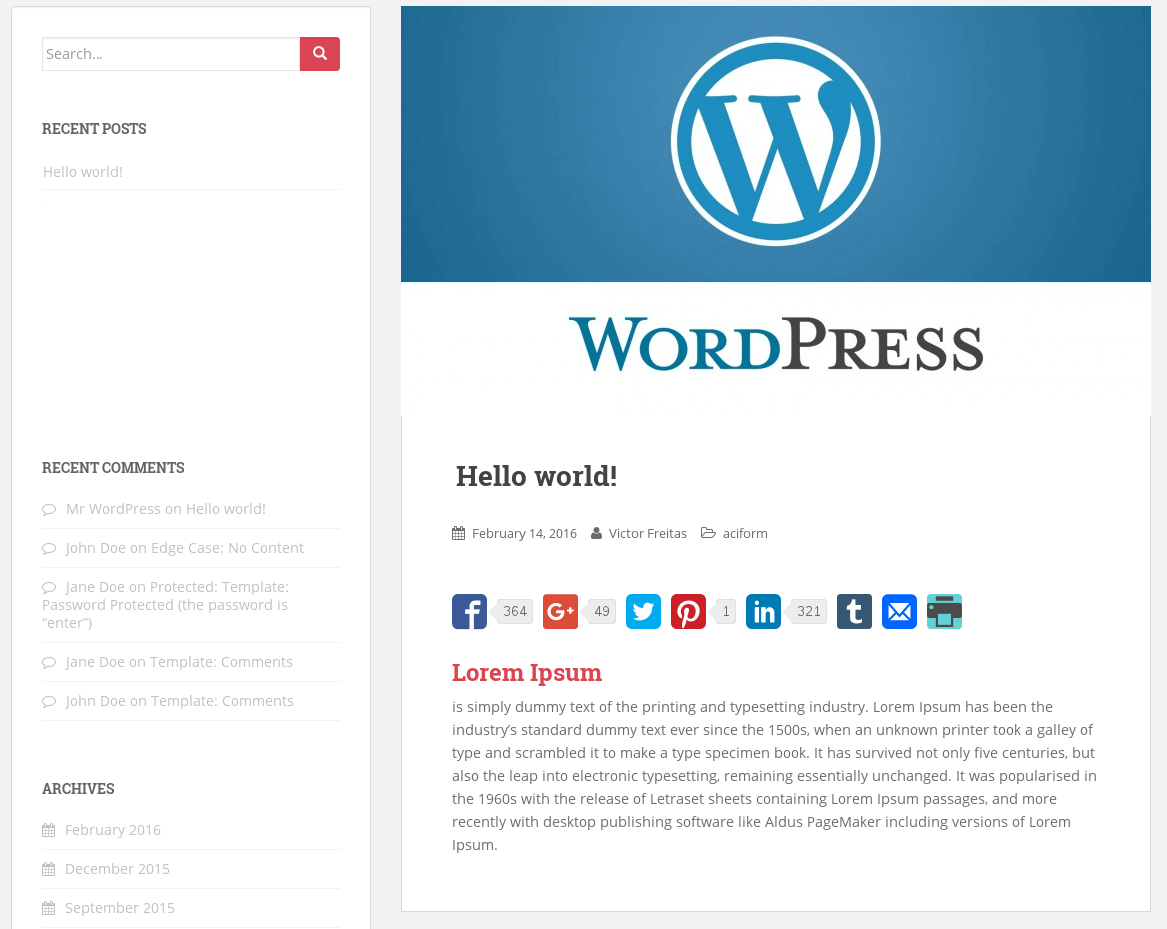 Search...
RECENT POSTS
Hello world!
RECENT COMMENTS
Mr WordPress on Hello world!
John Doe on Edge Case: No Content
Jane Doe on Protected: Template:
Password Protected (the password is
“enter”)
Jane Doe on Template: Comments
John Doe on Template: Comments
ARCHIVES
February 2016
December 2015
September 2015
W
WORDPRESS
Hello world!
February 14, 2016 Victor Freitas aciform
f 364 G+ 49 1 in 321 t
Lorem Ipsum
is simply dummy text of the printing and typesetting industry. Lorem Ipsum has been the
industry’s standard dummy text ever since the 1500s, when an unknown printer took a galley of
type and scrambled it to make a type specimen book. It has survived not only five centuries, but
also the leap into electronic typesetting, remaining essentially unchanged. It was popularised in
the 1960s with the release of Letraset sheets containing Lorem Ipsum passages, and more
recently with desktop publishing software like Aldus PageMaker including versions of Lorem
Ipsum.